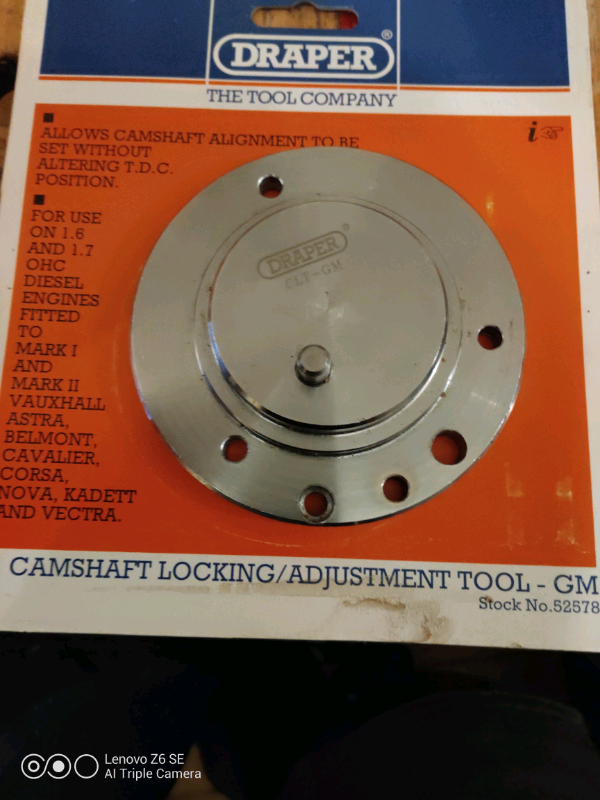 DRAPER®
THE TOOL COMPANY
ALLOWS CAMSHAFT ALIGNMENT TO BE
SET WITHOUT
ALTERING T.D.C.
POSITION.
FOR USE
ON 1.6
AND 1.7
OHC
DIESEL
ENGINES
FITTED
TO
MARK I
AND
MARK II
VAUXHALL
ASTRA,
BELMONT,
CAVALIER,
CORSA,
NOVA, KADETT
AND VECTRA.
DRAPER®
CLT-GM
CAMSHAFT LOCKING/ADJUSTMENT TOOL - GM
Stock No.52578
Lenovo Z6 SE
AI Triple Camera